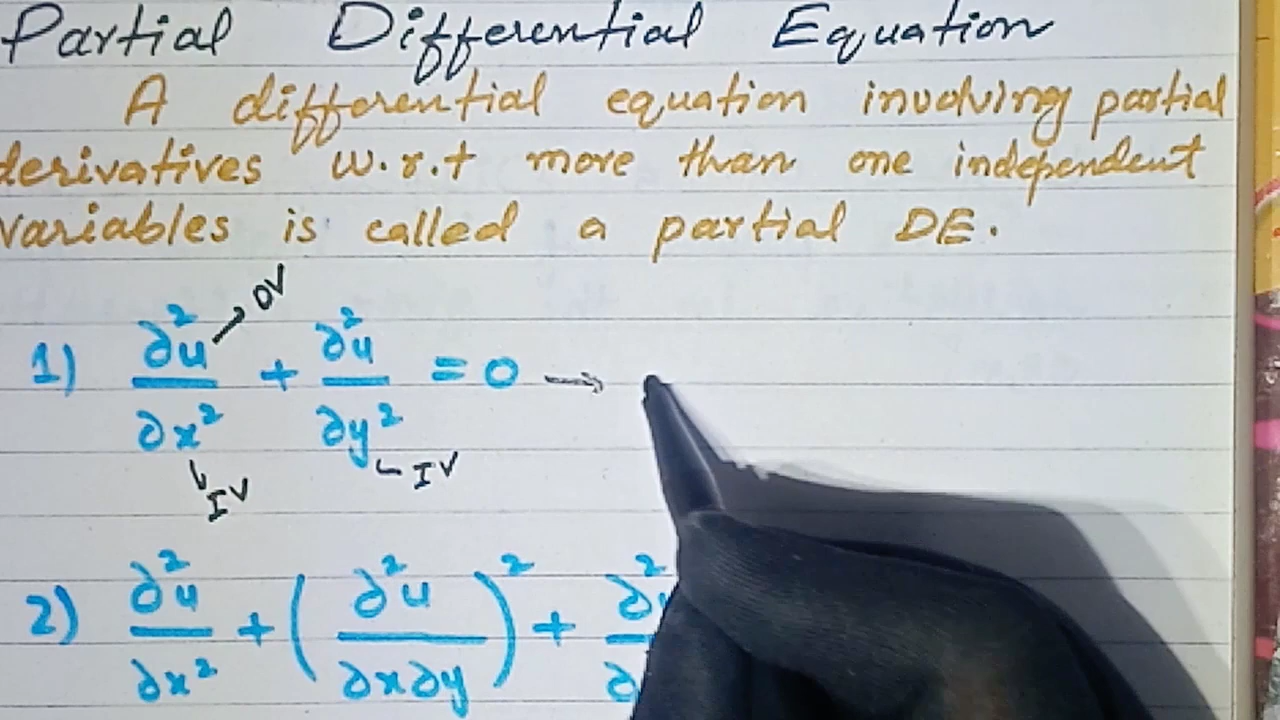 Partial Differential Equation
A differential equation involving partial
derivatives w.r.t more than one independent
variables is called a partial DE.
1) ∂²u/∂x² + ∂²u/∂y² = 0 →
→ DV
↳ IV
↳ IV
2) ∂²u/∂x² + (∂²u/∂x∂y)² +